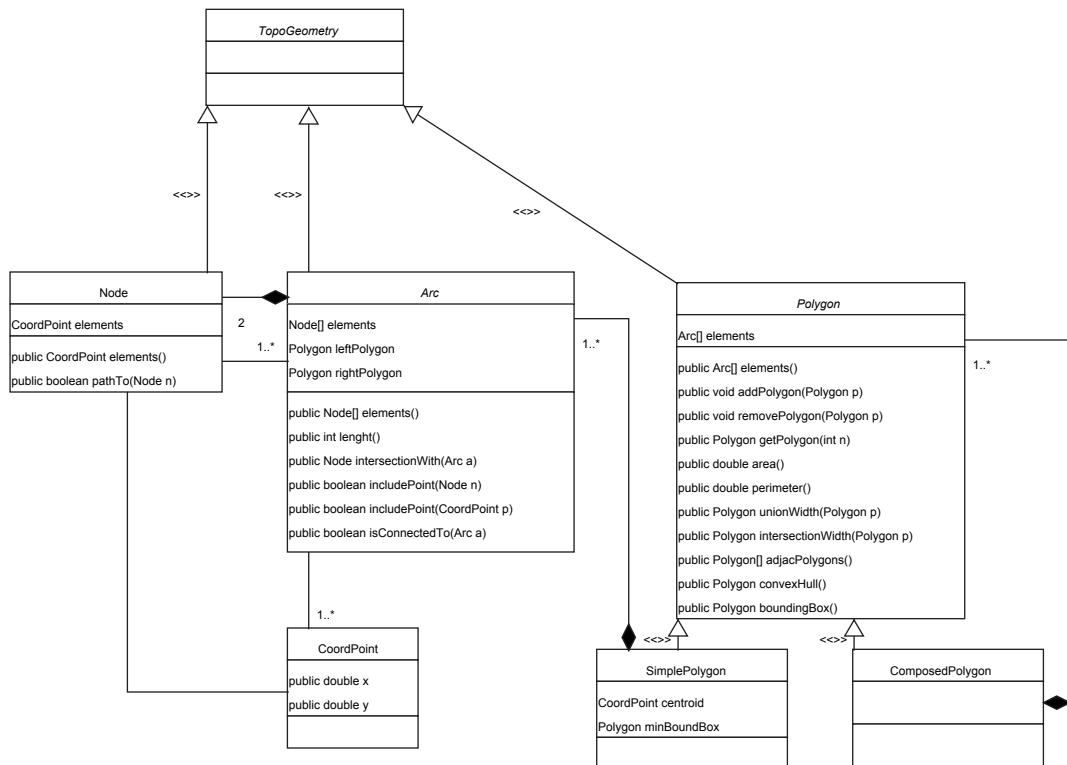 TopoGeometry
<<>>
<<>>
<<>>
Node
CoordPoint elements
public CoordPoint elements()
public boolean pathTo(Node n)
2
1..*
Arc
Node[] elements
Polygon leftPolygon
Polygon rightPolygon
public Node[] elements()
public int lenght()
public Node intersectionWith(Arc a)
public boolean includePoint(Node n)
public boolean includePoint(CoordPoint p)
public boolean isConnectedTo(Arc a)
1..*
Polygon
Arc[] elements
public Arc[] elements()
public void addPolygon(Polygon p)
public void removePolygon(Polygon p)
public Polygon getPolygon(int n)
public double area()
public double perimeter()
public Polygon unionWidth(Polygon p)
public Polygon intersectionWidth(Polygon p)
public Polygon[] adjacPolygons()
public Polygon convexHull()
public Polygon boundingBox()
1..*
1..*
CoordPoint
public double x
public double y
<<>>
<<>>
SimplePolygon
CoordPoint centroid
Polygon minBoundBox
ComposedPolygon